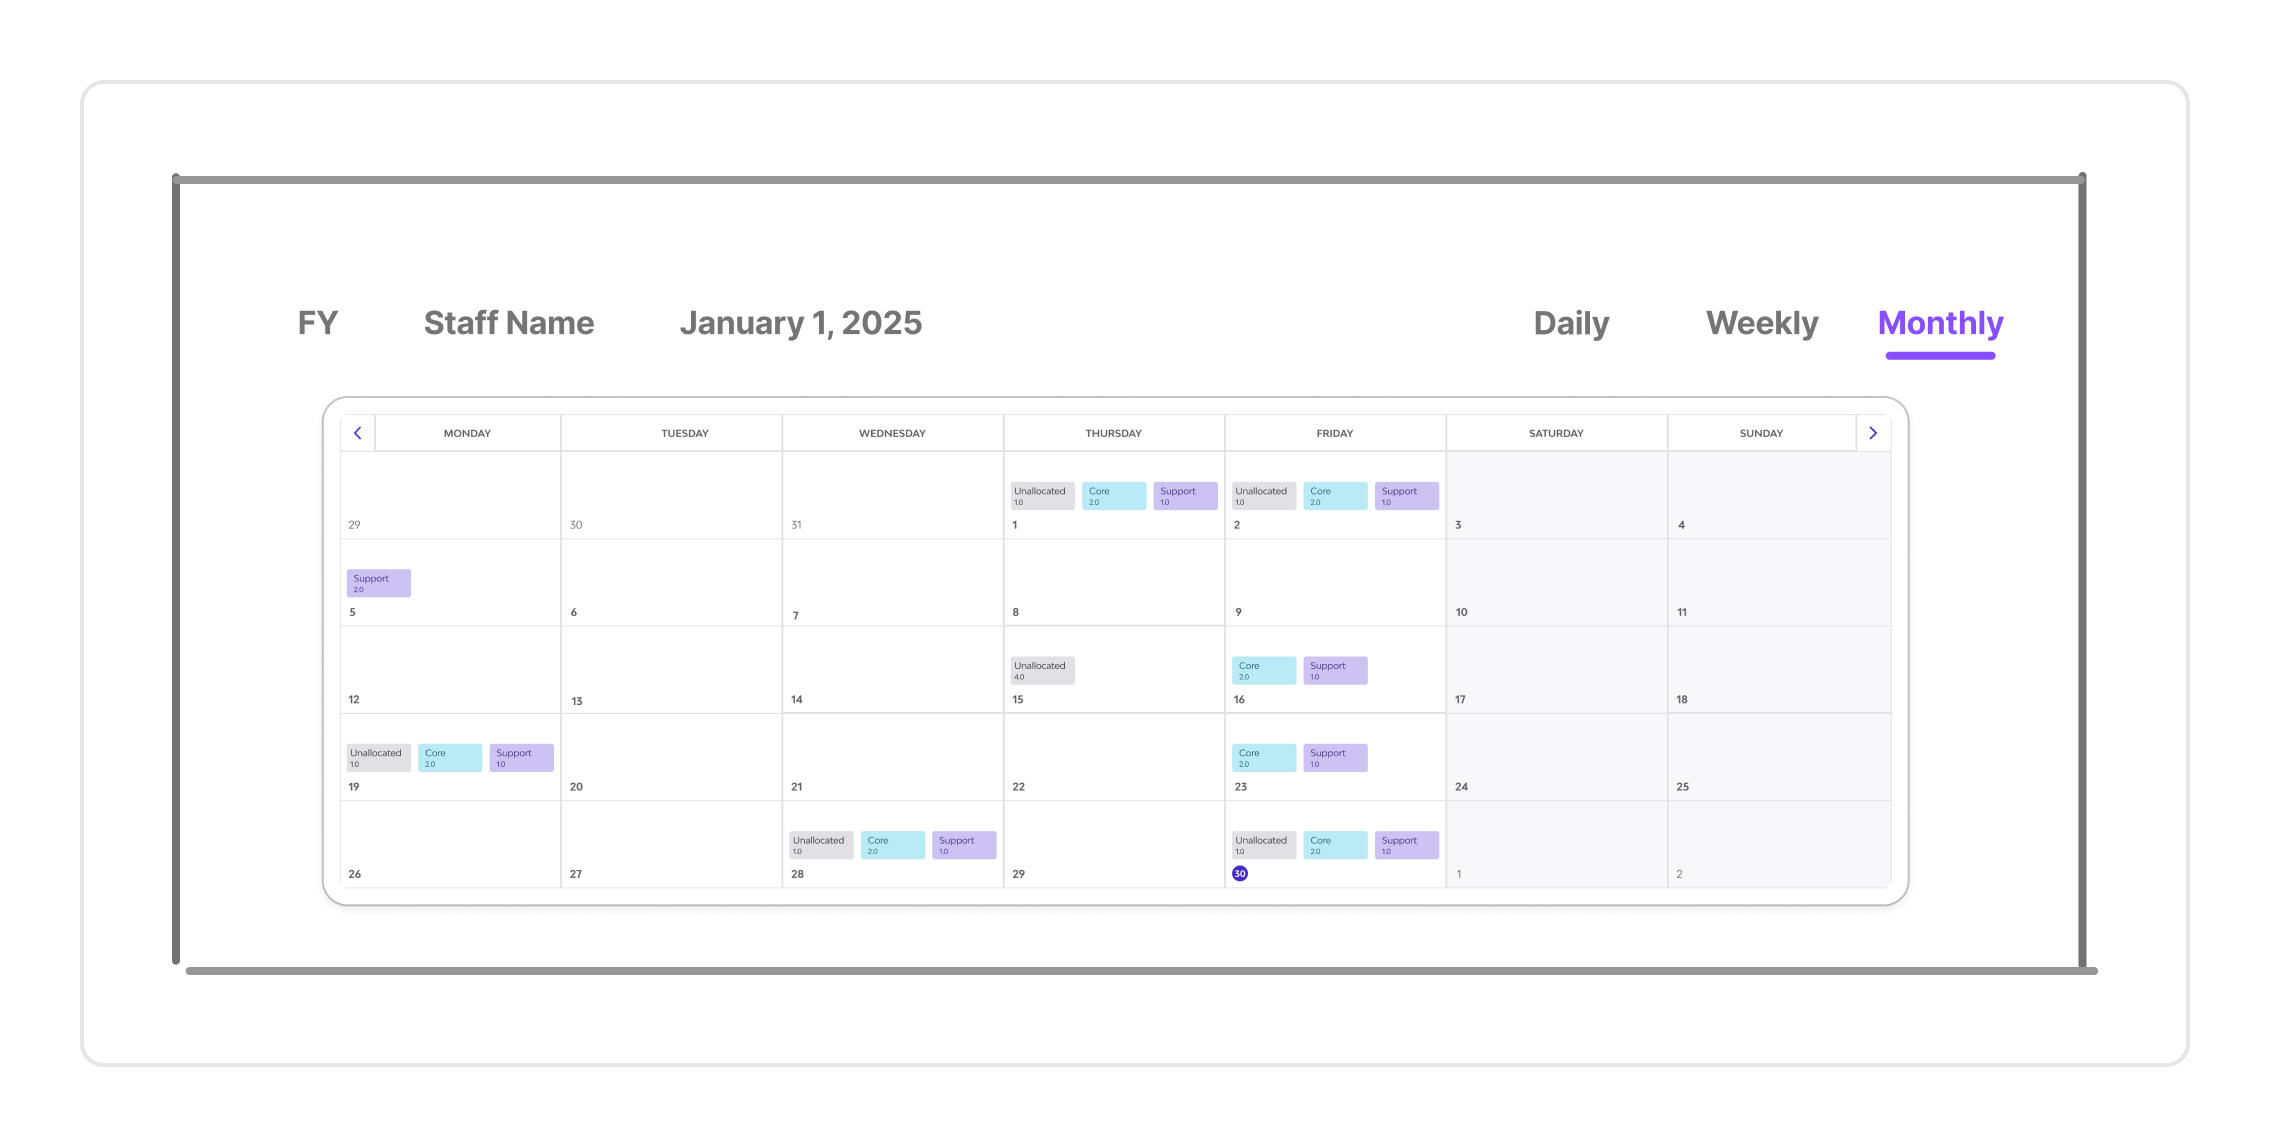 FY Staff Name January 1, 2025 Daily Weekly Monthly
MONDAY TUESDAY WEDNESDAY THURSDAY FRIDAY SATURDAY SUNDAY
Unallocated Core Support Unallocated Core Support
1.0 2.0 1.0 1.0 2.0 1.0
29 30 31 1 2 3 4
Support
2.0
5 6 7 8 9 10 11
Unallocated Core Support
4.0 2.0 1.0
12 13 14 15 16 17 18
Unallocated Core Support Core Support
1.0 2.0 1.0 2.0 1.0
19 20 21 22 23 24 25
Unallocated Core Support Unallocated Core Support
1.0 2.0 1.0 1.0 2.0 1.0
26 27 28 29 30 1 2